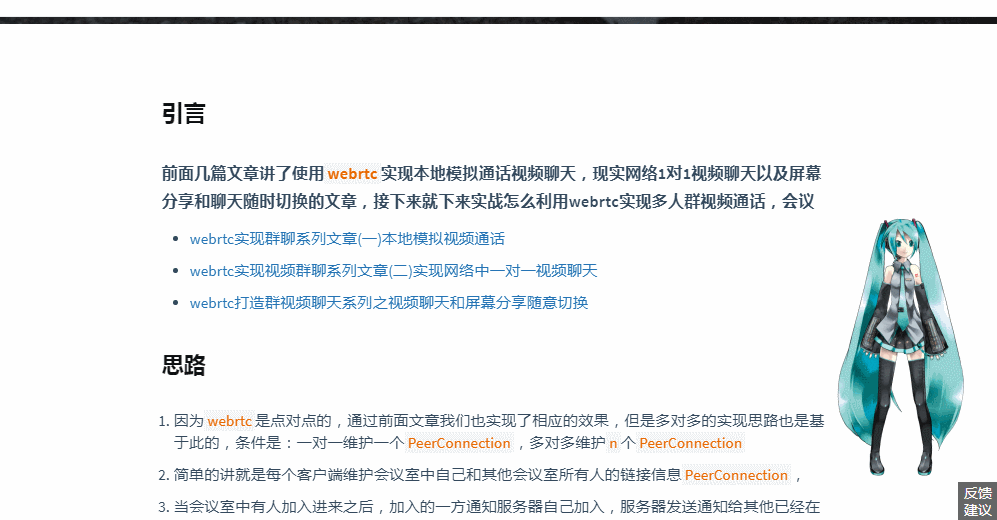 引言
前面几篇文章讲了使用 webrtc 实现本地模拟通话视频聊天，现实网络1对1视频聊天以及屏幕
分享和聊天随时切换的文章，接下来就下来实战怎么利用webrtc实现多人群视频通话，会议
• webrtc实现群聊系列文章(一)本地模拟视频通话
• webrtc实现视频群聊系列文章(二)实现网络中一对一视频聊天
• webrtc打造群视频聊天系列之视频聊天和屏幕分享随意切换
思路
1. 因为 webrtc 是点对点的，通过前面文章我们也实现了相应的效果，但是多对多的实现思路也是基
于此的，条件是：一对一维护一个 PeerConnection ，多对多维护 n 个 PeerConnection
2. 简单的讲就是每个客户端维护会议室中自己和其他会议室所有人的链接信息 PeerConnection ，
3. 当会议室中有人加入进来之后，加入的一方通知服务器自己加入，服务器发送通知给其他已经在
反馈
建议